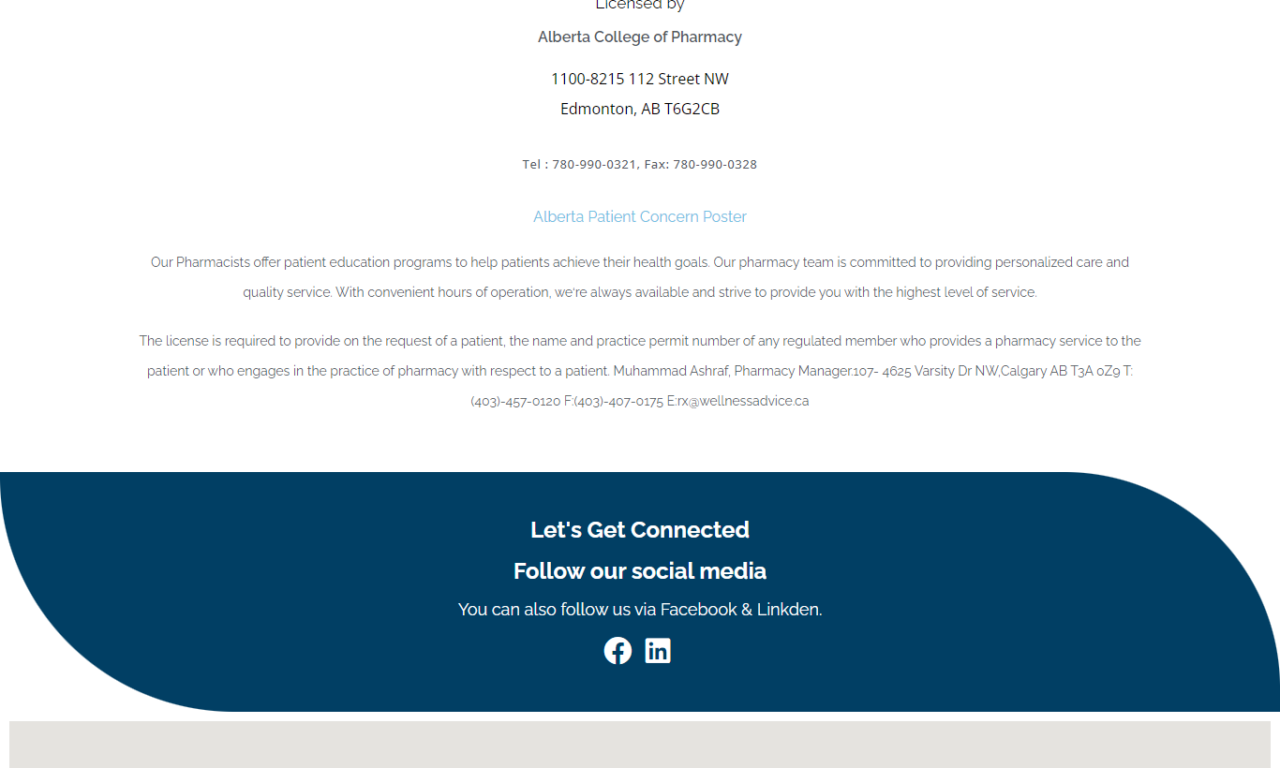 Licensed by
Alberta College of Pharmacy
1100-8215 112 Street NW
Edmonton, AB T6G2CB
Tel : 780-990-0321, Fax: 780-990-0328
Alberta Patient Concern Poster
Our Pharmacists offer patient education programs to help patients achieve their health goals. Our pharmacy team is committed to providing personalized care and
quality service. With convenient hours of operation, we're always available and strive to provide you with the highest level of service.
The license is required to provide on the request of a patient, the name and practice permit number of any regulated member who provides a pharmacy service to the
patient or who engages in the practice of pharmacy with respect to a patient. Muhammad Ashraf, Pharmacy Manager.107- 4625 Varsity Dr NW,Calgary AB T3A 0Z9 T:
(403)-457-0120 F:(403)-407-0175 E:rx@wellnessadvice.ca
Let's Get Connected
Follow our social media
You can also follow us via Facebook & Linkden.